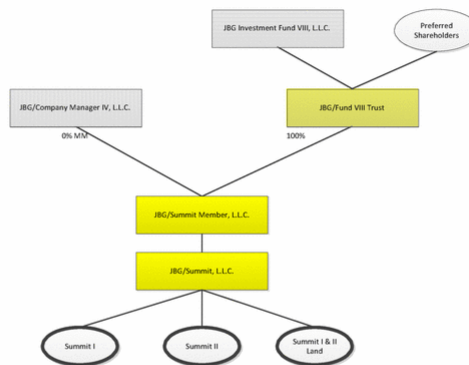 JBG Investment Fund VIII, L.L.C.
Preferred
Shareholders
JBG/Company Manager IV, L.L.C.
JBG/Fund VIII Trust
0% MM
100%
JBG/Summit Member, L.L.C.
JBG/Summit, L.L.C.
Summit I
Summit II
Summit I & II
Land